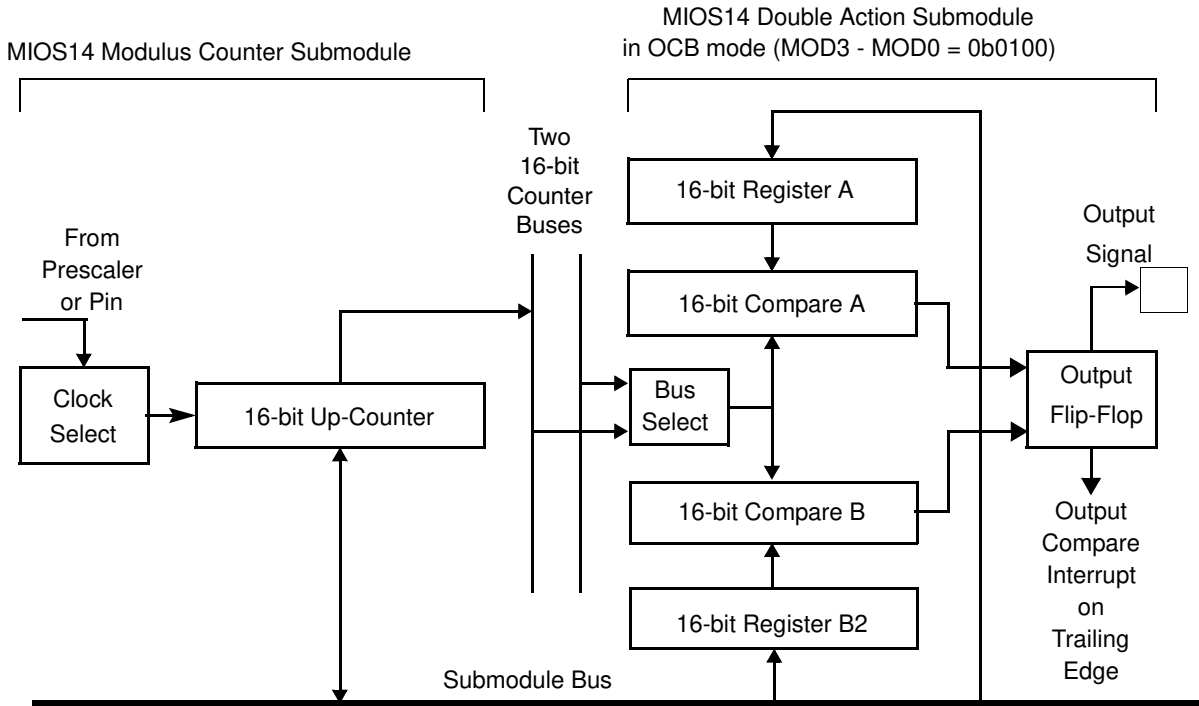 MIOS14 Modulus Counter Submodule
MIOS14 Double Action Submodule
in OCB mode (MOD3 - MOD0 = 0b0100)
Two
16-bit
Counter
Buses
From
Prescaler
or Pin
Clock
Select
16-bit Up-Counter
Bus
Select
16-bit Register A
16-bit Compare A
16-bit Compare B
16-bit Register B2
Output
Signal
Output
Flip-Flop
Output
Compare
Interrupt
on
Trailing
Edge
Submodule Bus